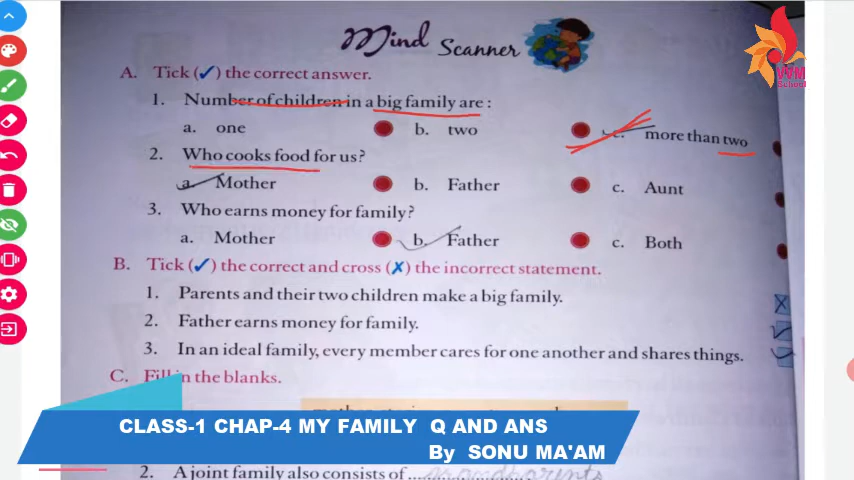 Mind Scanner
VVM
School
A. Tick (✓) the correct answer.
1. Number of children in a big family are :
a. one b. two c. more than two
2. Who cooks food for us?
a. Mother b. Father c. Aunt
3. Who earns money for family?
a. Mother b. Father c. Both
B. Tick (✓) the correct and cross (✗) the incorrect statement.
1. Parents and their two children make a big family.
2. Father earns money for family.
3. In an ideal family, every member cares for one another and shares things.
C. Fill in the blanks.
CLASS-1 CHAP-4 MY FAMILY Q AND ANS
By SONU MA'AM
2. A joint family also consists of grandparents